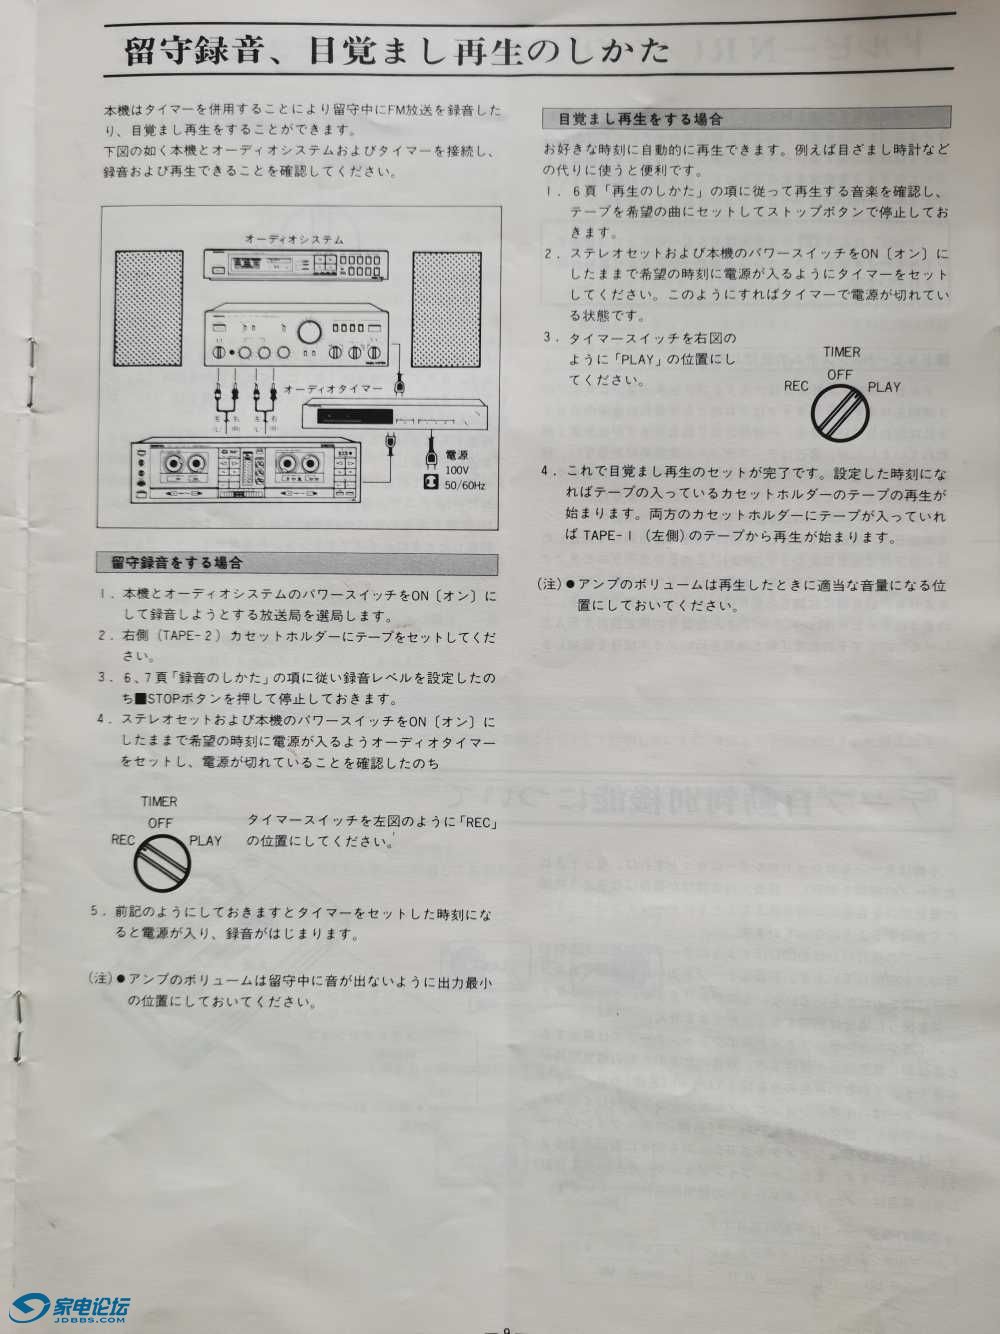 留守録音、目覚まし再生のしかた
本機はタイマーを併用することにより留守中にFM放送を録音した
り、目覚まし再生をすることができます。
下図の如く本機とオーディオシステムおよびタイマーを接続し、
録音および再生できることを確認してください。
オーディオシステム
オーディオタイマー
左 右 左 右
電源
100V
50/60Hz
留守録音をする場合
1. 本機とオーディオシステムのパワースイッチをON〔オン〕に
して録音しようとする放送局を選局します。
2. 右側(TAPE-2)カセットホルダーにテープをセットしてくだ
さい。
3. 6、7頁「録音のしかた」の項に従い録音レベルを設定したの
ち■STOPボタンを押して停止しておきます。
4. ステレオセットおよび本機のパワースイッチをON〔オン〕に
したままで希望の時刻に電源が入るようオーディオタイマー
をセットし、電源が切れていることを確認したのち
TIMER
OFF
REC PLAY
タイマースイッチを左図のように「REC」
の位置にしてください。
5. 前記のようにしておきますとタイマーをセットした時刻にな
ると電源が入り、録音がはじまります。
(注)●アンプのボリュームは留守中に音が出ないように出力最小
の位置にしておいてください。
目覚まし再生をする場合
お好きな時刻に自動的に再生できます。例えば目ざまし時計など
の代りに使うと便利です。
1. 6頁「再生のしかた」の項に従って再生する音楽を確認し、
テープを希望の曲にセットしてストップボタンで停止してお
きます。
2. ステレオセットおよび本機のパワースイッチをON〔オン〕に
したままで希望の時刻に電源が入るようにタイマーをセット
してください。このようにすればタイマーで電源が切れてい
る状態です。
3. タイマースイッチを右図の
ように「PLAY」の位置にし
てください。
TIMER
OFF
REC PLAY
4. これで目覚まし再生のセットが完了です。設定した時刻にな
ればテープの入っているカセットホルダーのテープの再生が
始まります。両方のカセットホルダーにテープが入っていれ
ば TAPE-1 (左側)のテープから再生が始まります。
(注)●アンプのボリュームは再生したときに適当な音量になる位
置にしておいてください。
家电论坛
JDBBS.COM
— 9 —